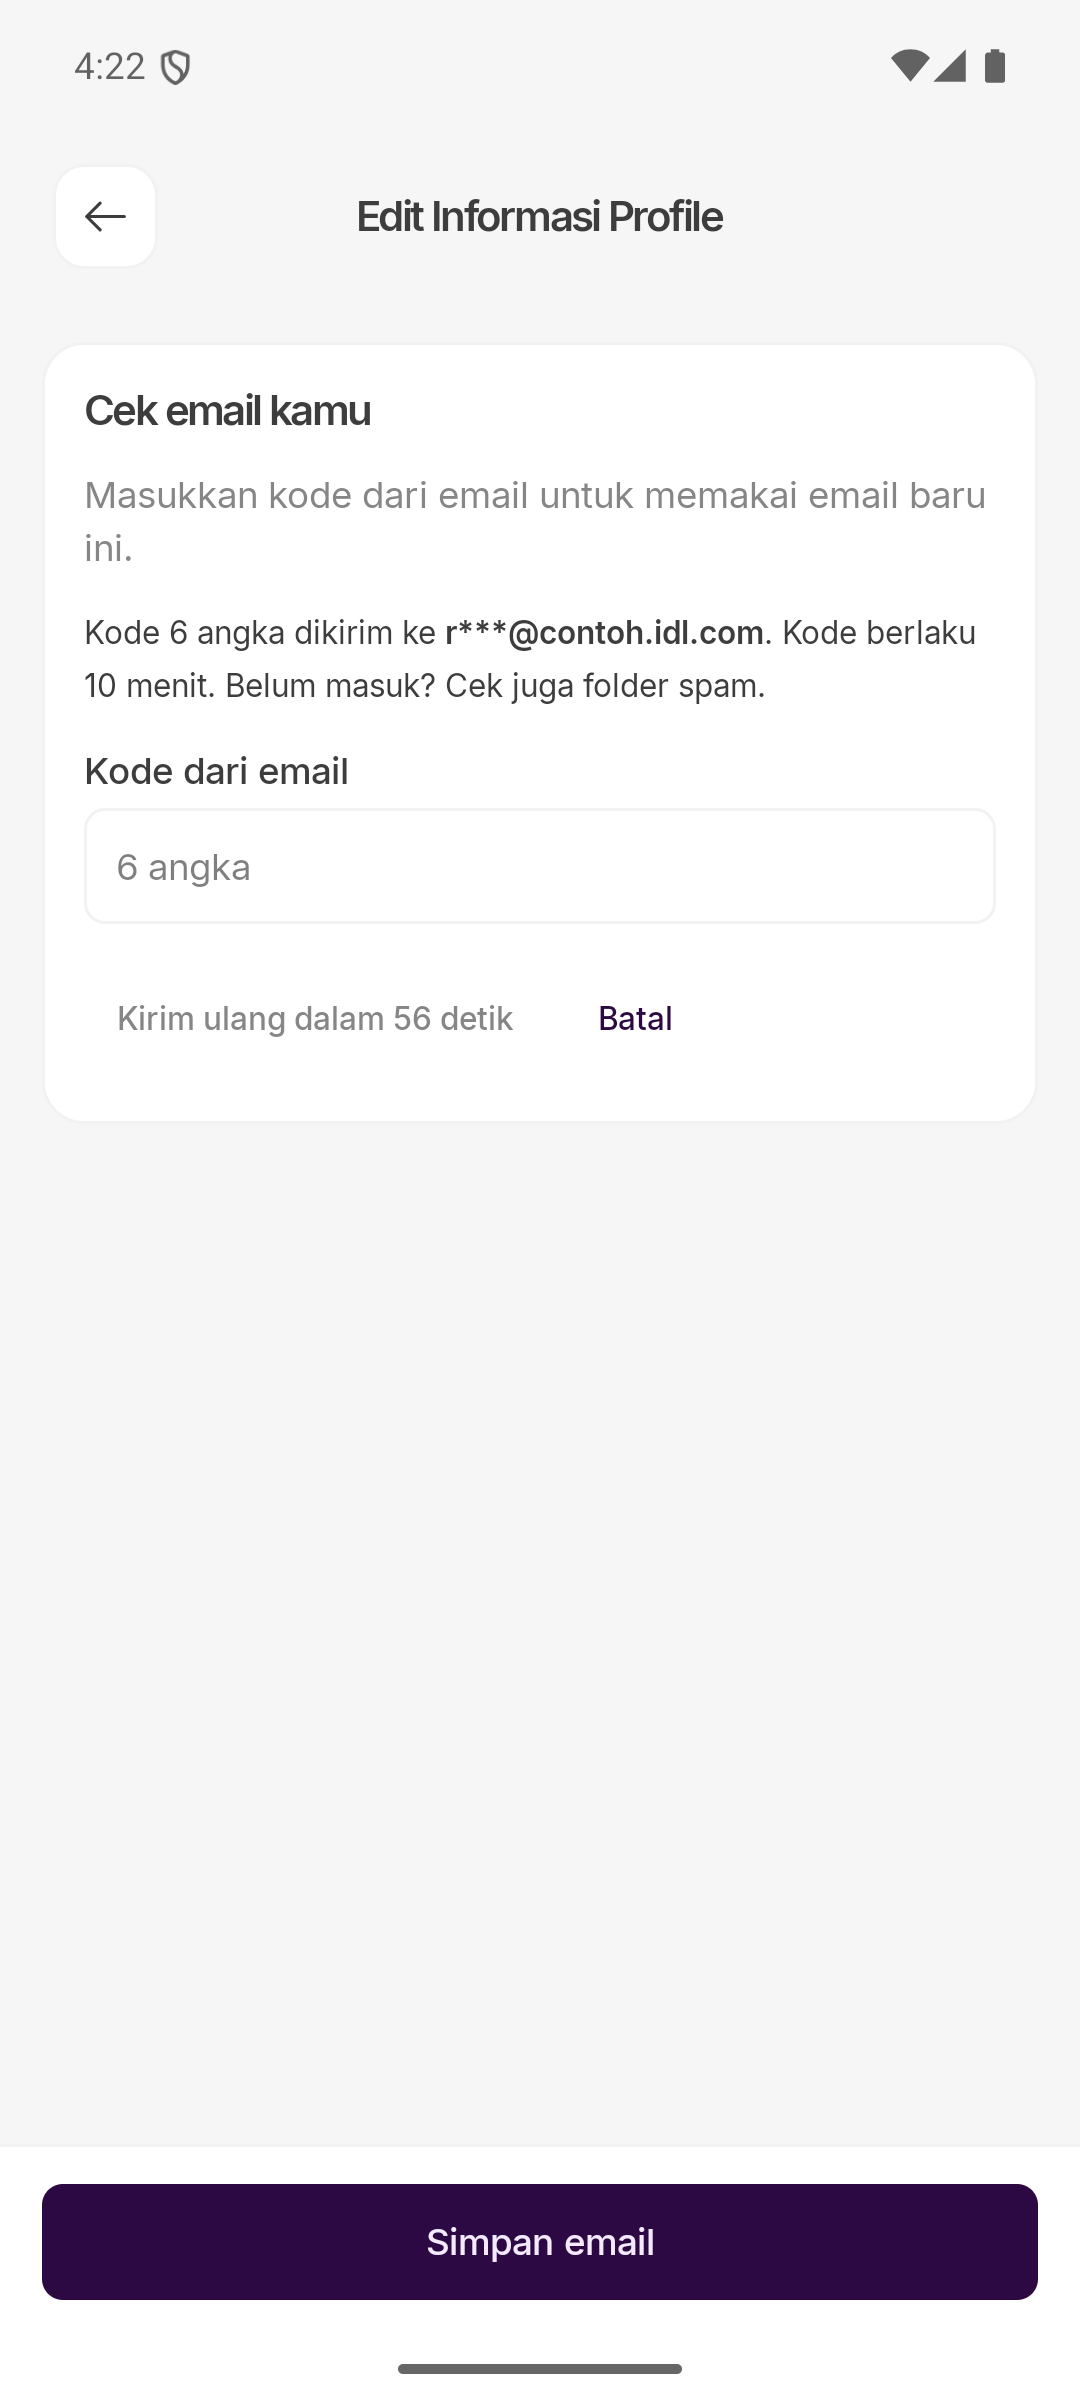 4:22
Edit Informasi Profile
Cek email kamu
Masukkan kode dari email untuk memakai email baru
ini.
Kode 6 angka dikirim ke r***@contoh.idl.com. Kode berlaku
10 menit. Belum masuk? Cek juga folder spam.
Kode dari email
6 angka
Kirim ulang dalam 56 detik
Batal
Simpan email